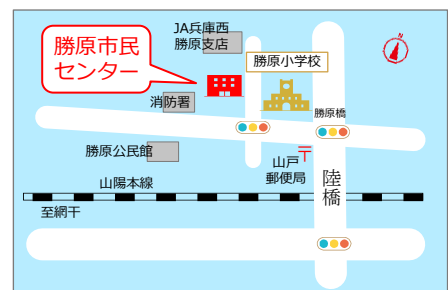 JA兵庫西
勝原支店
勝原市民
センター
勝原小学校
消防署
勝原橋
勝原公民館
山戸
郵便局
〒
陸橋
山陽本線
至網干